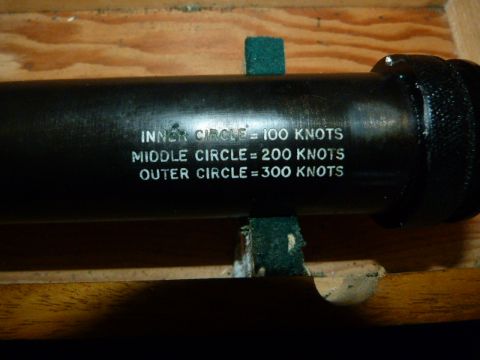 INNER CIRCLE = 100 KNOTS
MIDDLE CIRCLE = 200 KNOTS
OUTER CIRCLE = 300 KNOTS